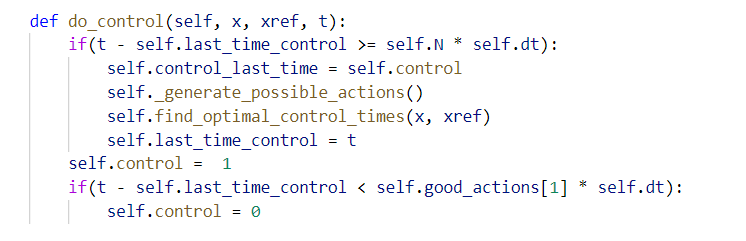 def do_control(self, x, xref, t):
    if(t - self.last_time_control >= self.N * self.dt):
        self.control_last_time = self.control
        self._generate_possible_actions()
        self.find_optimal_control_times(x, xref)
        self.last_time_control = t
    self.control =  1
    if(t - self.last_time_control < self.good_actions[1] * self.dt):
        self.control = 0